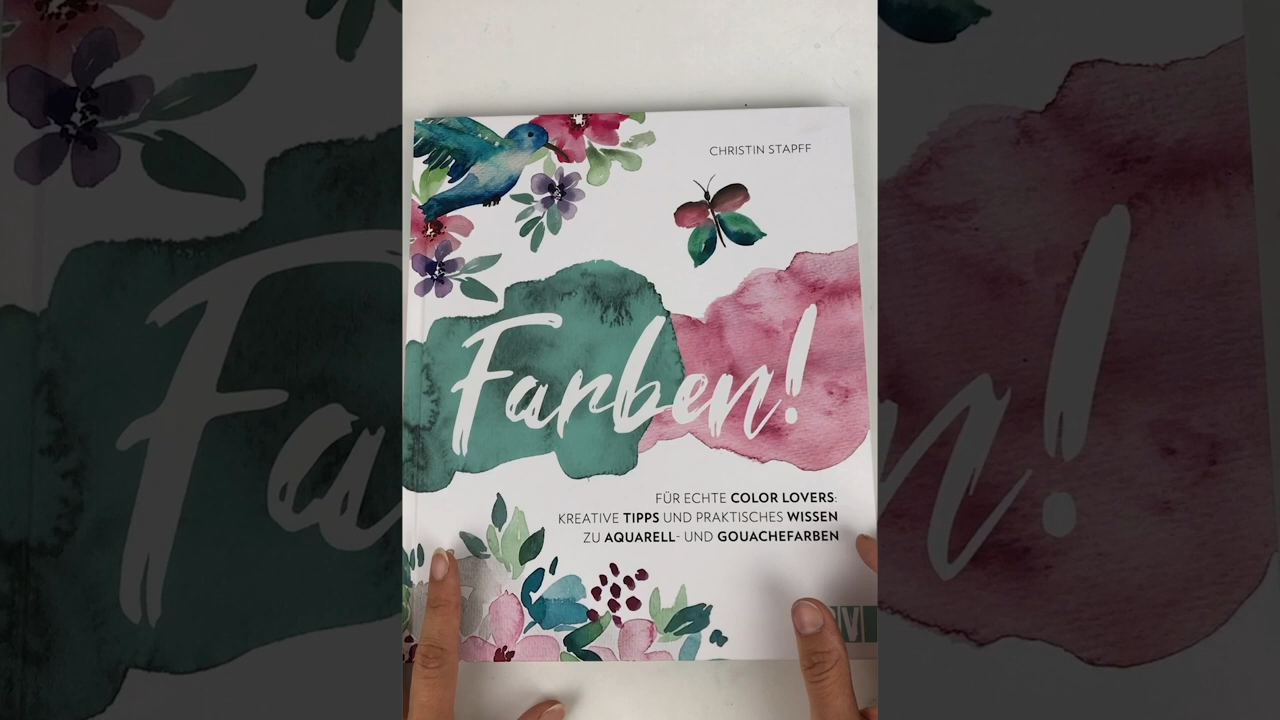 CHRISTIN STAPFF
Farben!
FÜR ECHTE COLOR LOVERS:
KREATIVE TIPPS UND PRAKTISCHES WISSEN
ZU AQUARELL- UND GOUACHEFARBEN